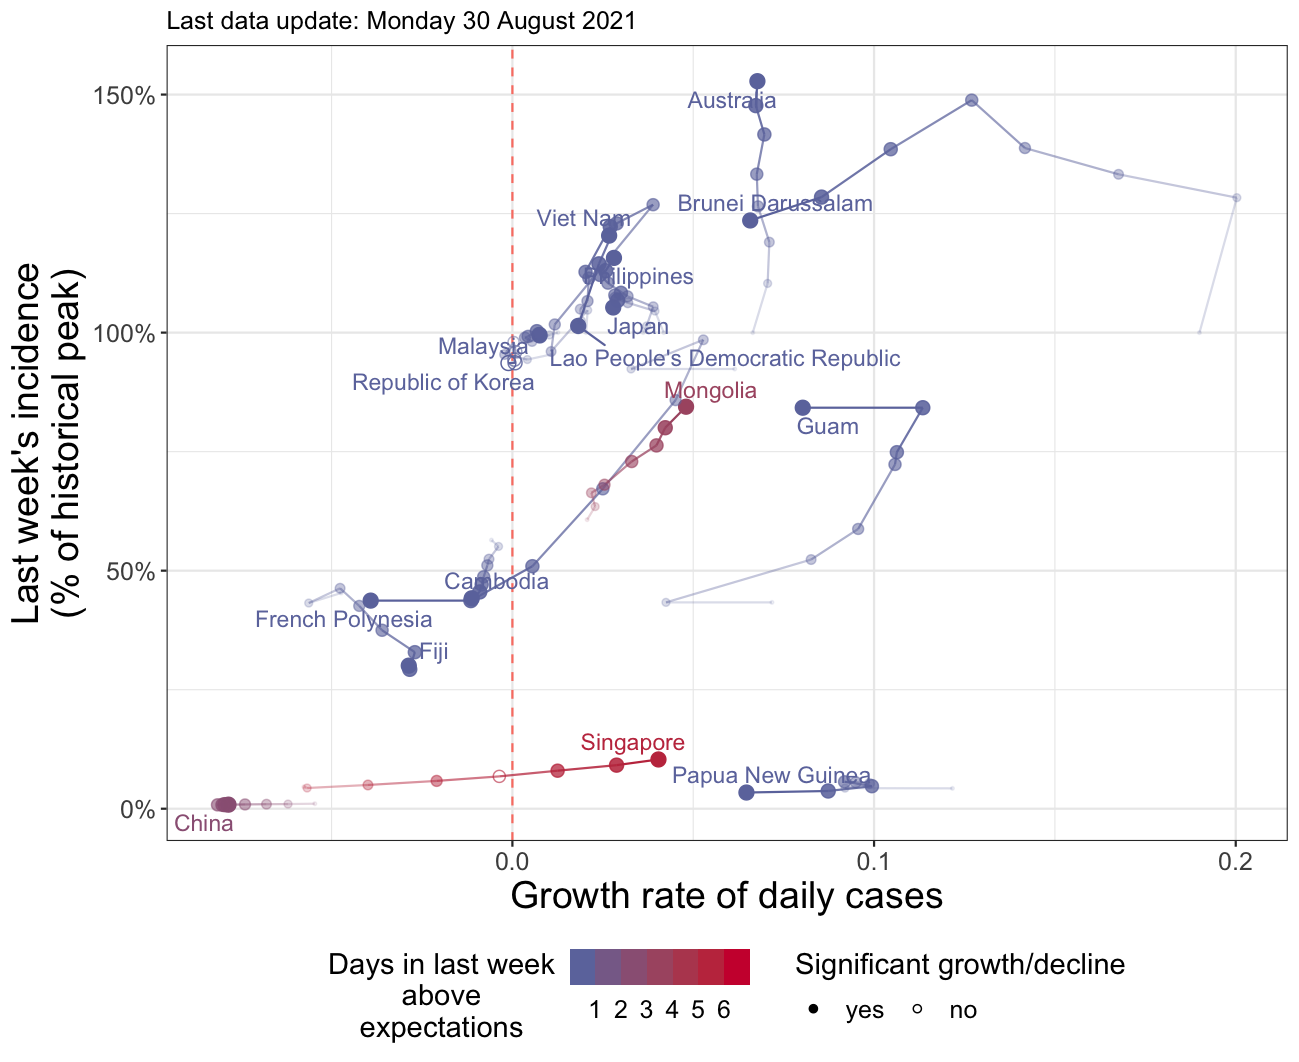 Last data update: Monday 30 August 2021
150%
100%
50%
0%
Last week's incidence
(% of historical peak)
Australia
Brunei Darussalam
Viet Nam
Philippines
Japan
Malaysia
Lao People's Democratic Republic
Republic of Korea
Mongolia
Guam
Cambodia
French Polynesia
Fiji
Singapore
Papua New Guinea
China
0.0 0.1 0.2
Growth rate of daily cases
Days in last week
above
expectations
1 2 3 4 5 6
Significant growth/decline
yes no